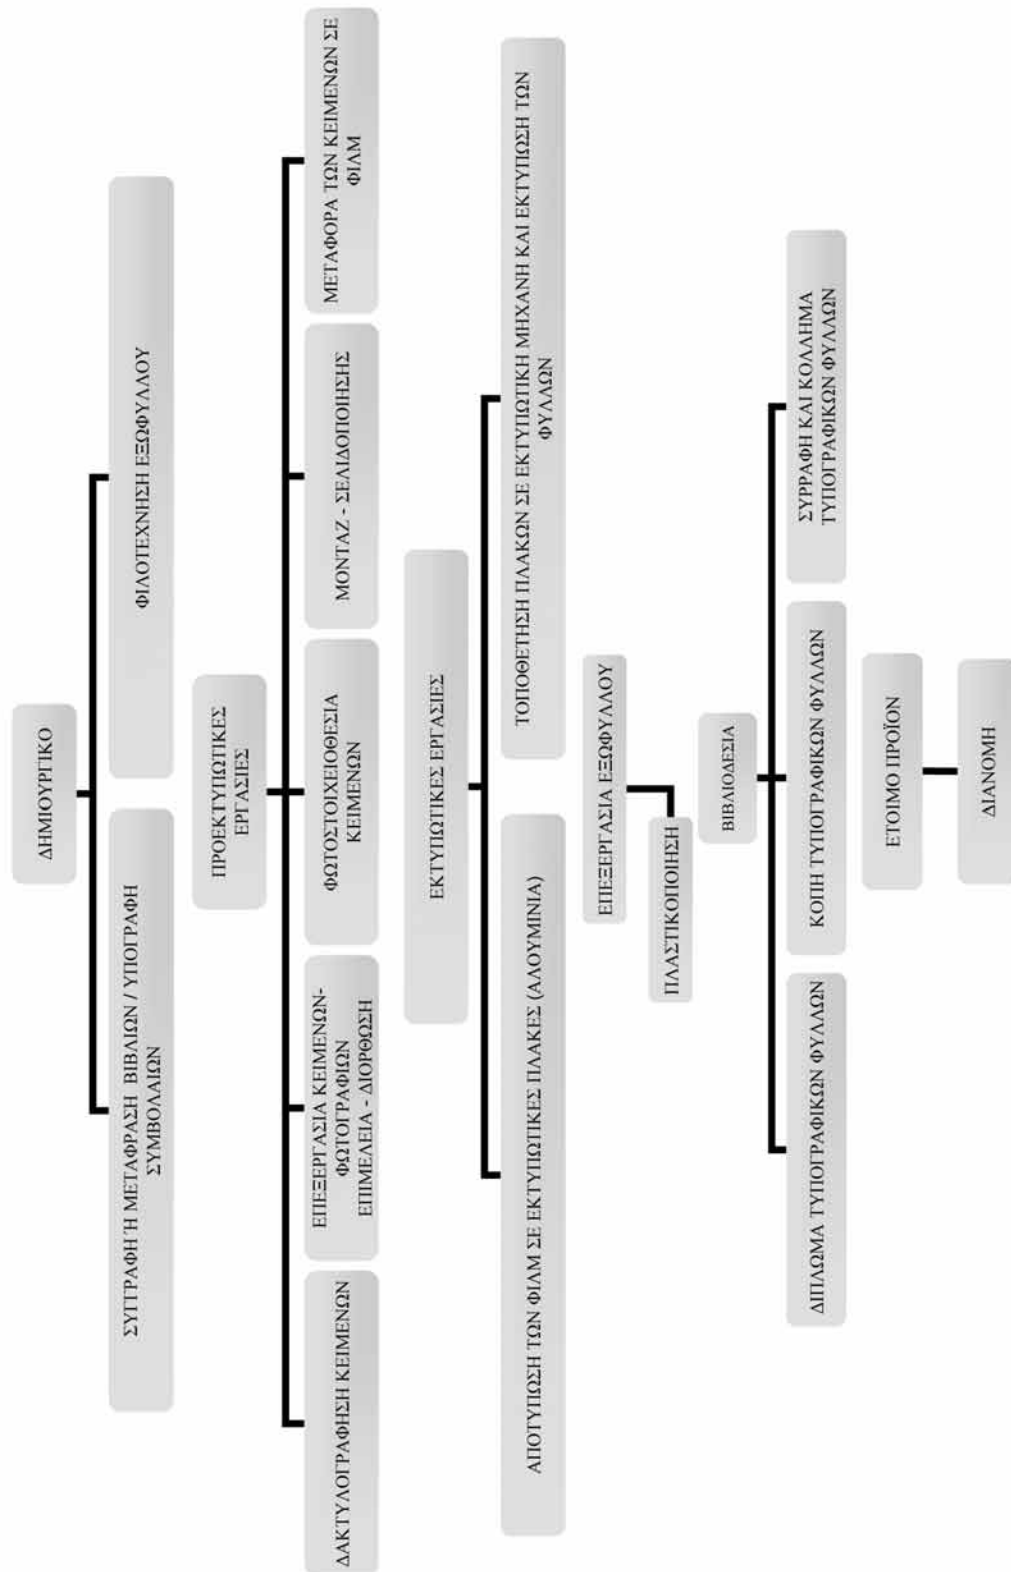 ΔΗΜΙΟΥΡΓΙΚΟ
ΣΥΓΓΡΑΦΗ Ή ΜΕΤΑΦΡΑΣΗ ΒΙΒΛΙΩΝ / ΥΠΟΓΡΑΦΗ
ΣΥΜΒΟΛΑΙΩΝ
ΦΙΛΟΤΕΧΝΗΣΗ ΕΞΩΦΥΛΛΟΥ
ΠΡΟΕΚΤΥΠΩΤΙΚΕΣ
ΕΡΓΑΣΙΕΣ
ΔΑΚΤΥΛΟΓΡΑΦΗΣΗ ΚΕΙΜΕΝΩΝ
ΕΠΕΞΕΡΓΑΣΙΑ ΚΕΙΜΕΝΩΝ-
ΦΩΤΟΓΡΑΦΙΩΝ
ΕΠΙΜΕΛΕΙΑ - ΔΙΟΡΘΩΣΗ
ΦΩΤΟΣΤΟΙΧΕΙΟΘΕΣΙΑ
ΚΕΙΜΕΝΩΝ
ΜΟΝΤΑΖ - ΣΕΛΙΔΟΠΟΙΗΣΗΣ
ΜΕΤΑΦΟΡΑ ΤΩΝ ΚΕΙΜΕΝΩΝ ΣΕ
ΦΙΛΜ
ΕΚΤΥΠΩΤΙΚΕΣ ΕΡΓΑΣΙΕΣ
ΑΠΟΤΥΠΩΣΗ ΤΩΝ ΦΙΛΜ ΣΕ ΕΚΤΥΠΩΤΙΚΕΣ ΠΛΑΚΕΣ (ΑΛΟΥΜΙΝΙΑ)
ΤΟΠΟΘΕΤΗΣΗ ΠΛΑΚΩΝ ΣΕ ΕΚΤΥΠΩΤΙΚΗ ΜΗΧΑΝΗ ΚΑΙ ΕΚΤΥΠΩΣΗ ΤΩΝ
ΦΥΛΛΩΝ
ΕΠΕΞΕΡΓΑΣΙΑ ΕΞΩΦΥΛΛΟΥ
ΠΛΑΣΤΙΚΟΠΟΙΗΣΗ
ΒΙΒΛΙΟΔΕΣΙΑ
ΔΙΠΛΩΜΑ ΤΥΠΟΓΡΑΦΙΚΩΝ ΦΥΛΛΩΝ
ΚΟΠΗ ΤΥΠΟΓΡΑΦΙΚΩΝ ΦΥΛΛΩΝ
ΣΥΡΡΑΦΗ ΚΑΙ ΚΟΛΛΗΜΑ
ΤΥΠΟΓΡΑΦΙΚΩΝ ΦΥΛΛΩΝ
ΕΤΟΙΜΟ ΠΡΟΪΟΝ
ΔΙΑΝΟΜΗ